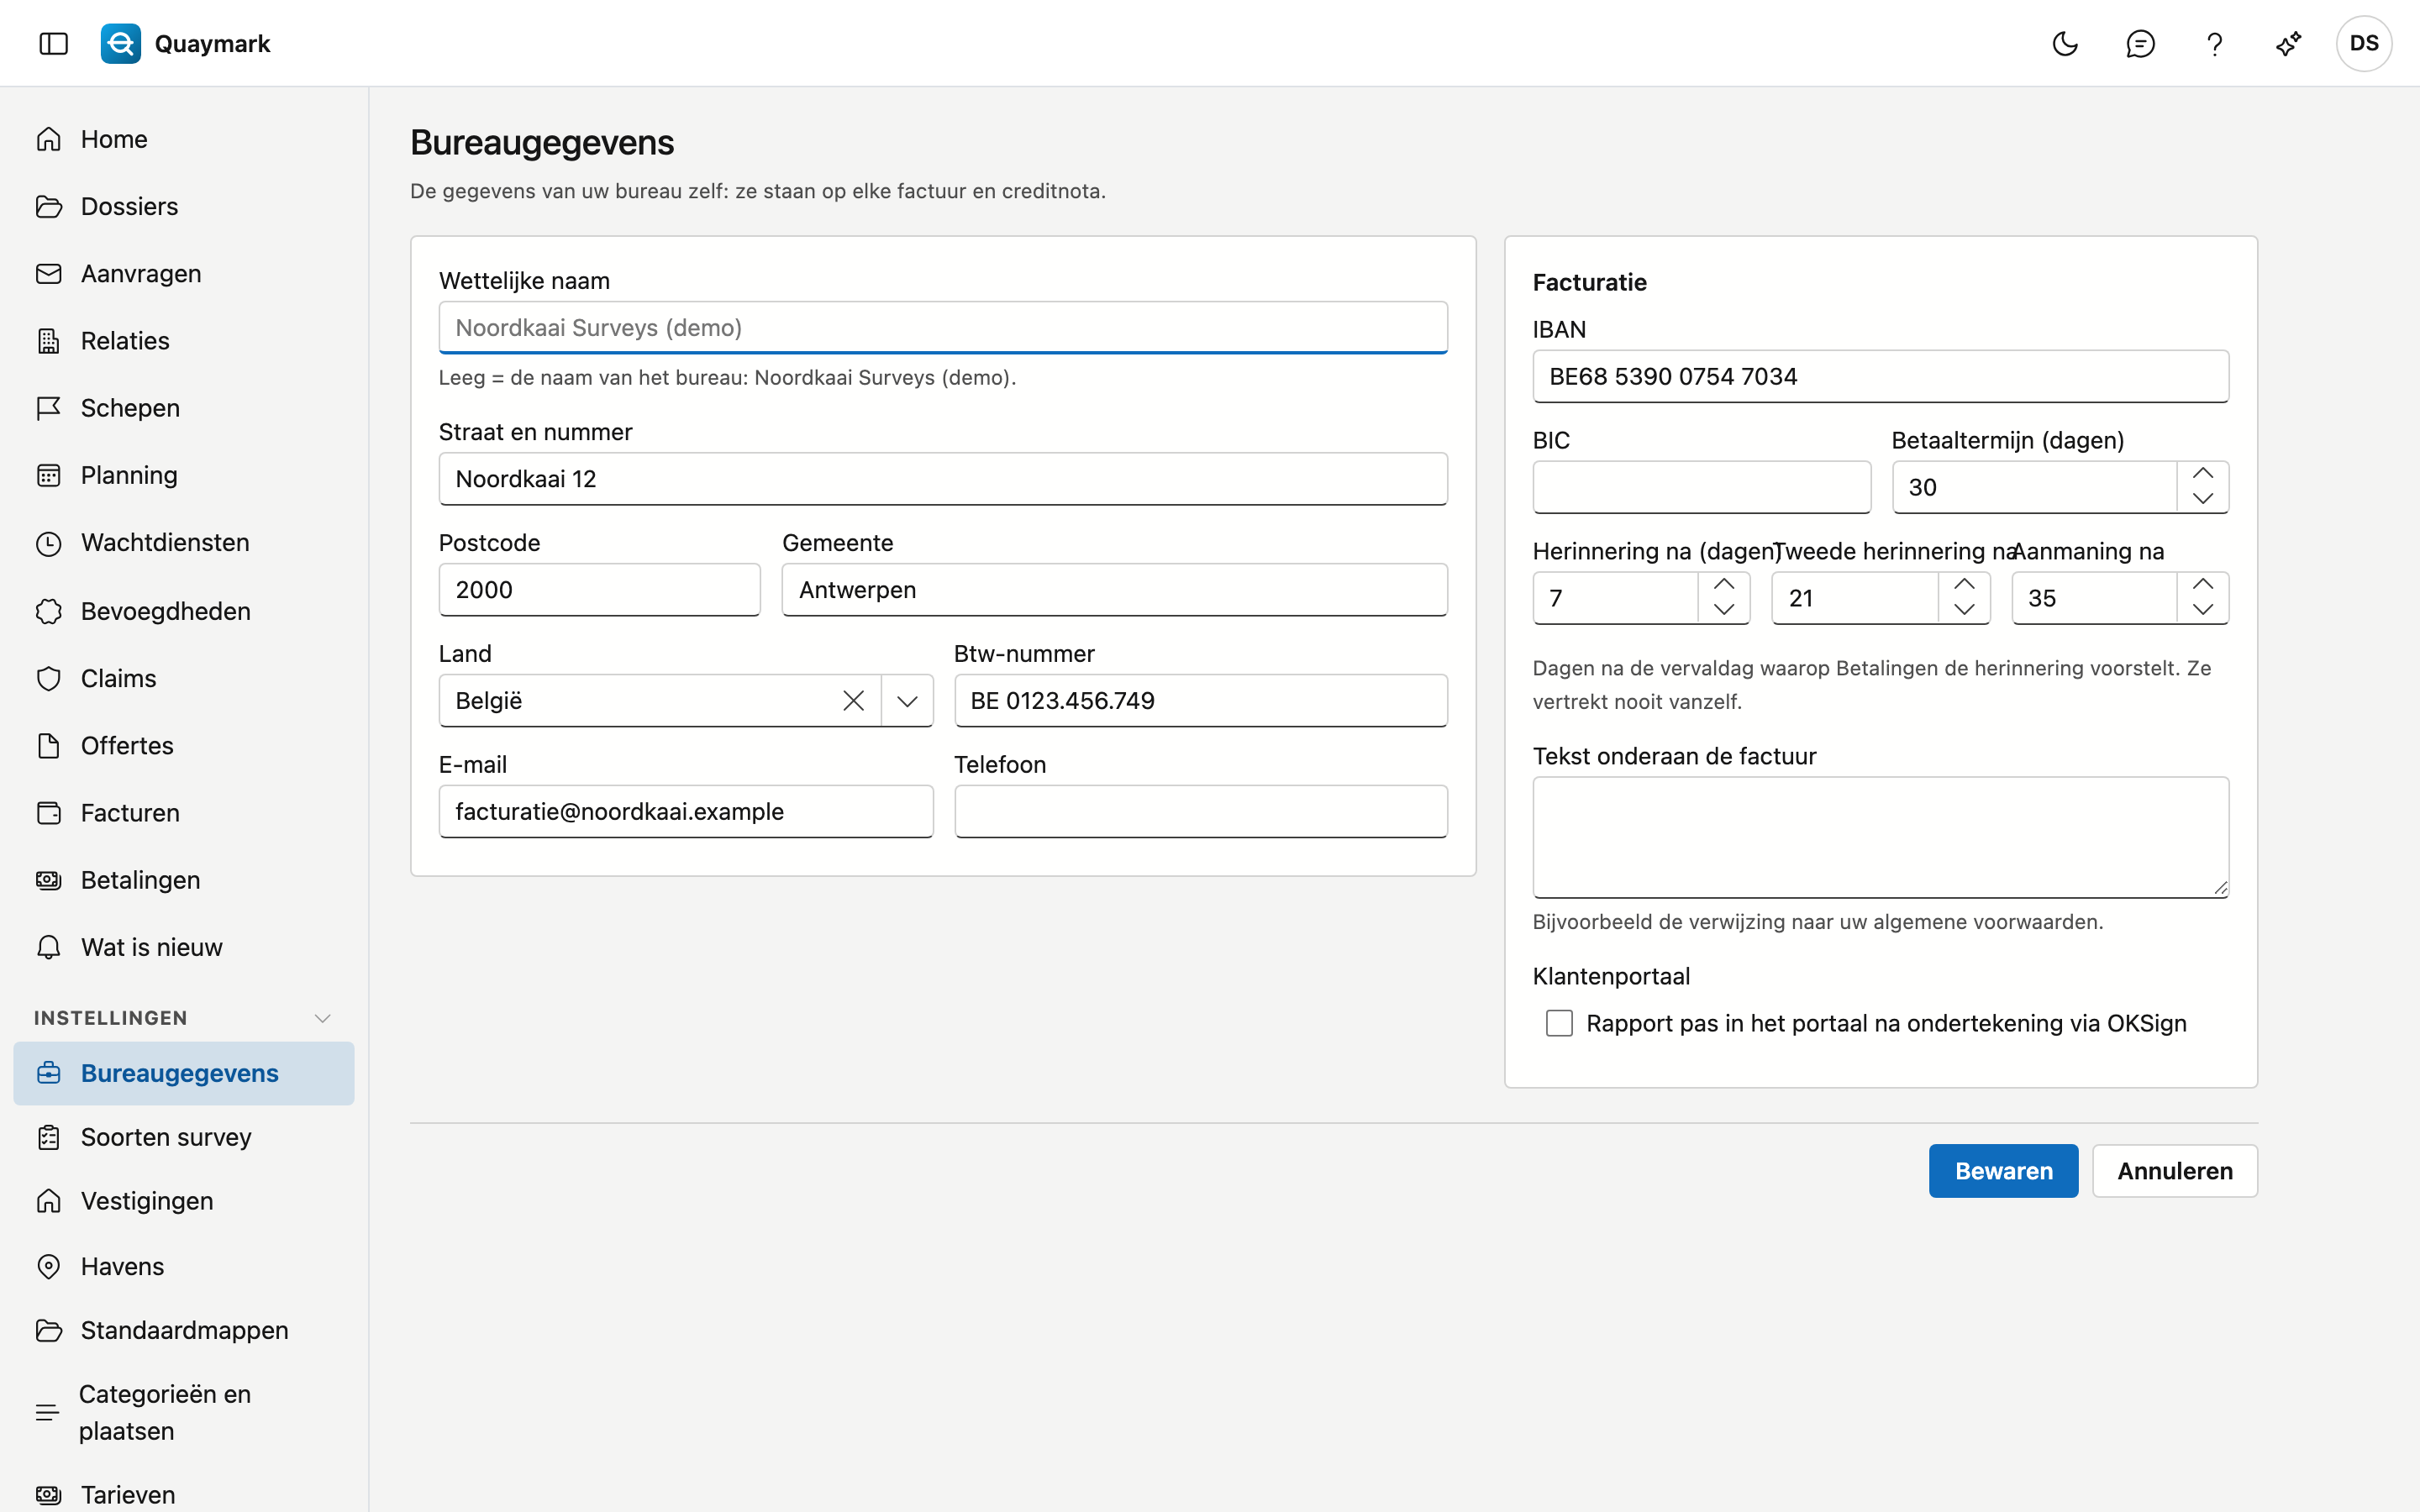 Quaymark
DS
Home
Dossiers
Aanvragen
Relaties
Schepen
Planning
Wachtdiensten
Bevoegdheden
Claims
Offertes
Facturen
Betalingen
Wat is nieuw
INSTELLINGEN
Bureaugegevens
Soorten survey
Vestigingen
Havens
Standaardmappen
Categorieën en
plaatsen
Tarieven
Bureaugegevens
De gegevens van uw bureau zelf: ze staan op elke factuur en creditnota.
Wettelijke naam
Noordkaai Surveys (demo)
Leeg = de naam van het bureau: Noordkaai Surveys (demo).
Straat en nummer
Noordkaai 12
Postcode Gemeente
2000 Antwerpen
Land Btw-nummer
België BE 0123.456.749
E-mail Telefoon
facturatie@noordkaai.example
Facturatie
IBAN
BE68 5390 0754 7034
BIC Betaaltermijn (dagen)
30
Herinnering na (dagen) Tweede herinnering na Aanmaning na
7 21 35
Dagen na de vervaldag waarop Betalingen de herinnering voorstelt. Ze
vertrekt nooit vanzelf.
Tekst onderaan de factuur
Bijvoorbeeld de verwijzing naar uw algemene voorwaarden.
Klantenportaal
Rapport pas in het portaal na ondertekening via OKSign
Bewaren Annuleren